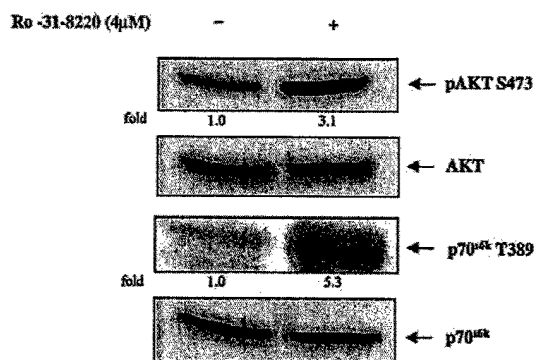 Ro -31-8220 (4μM) - +
pAKT S473
fold 1.0 3.1
AKT
p70s6k T389
fold 1.0 5.3
p70s6k